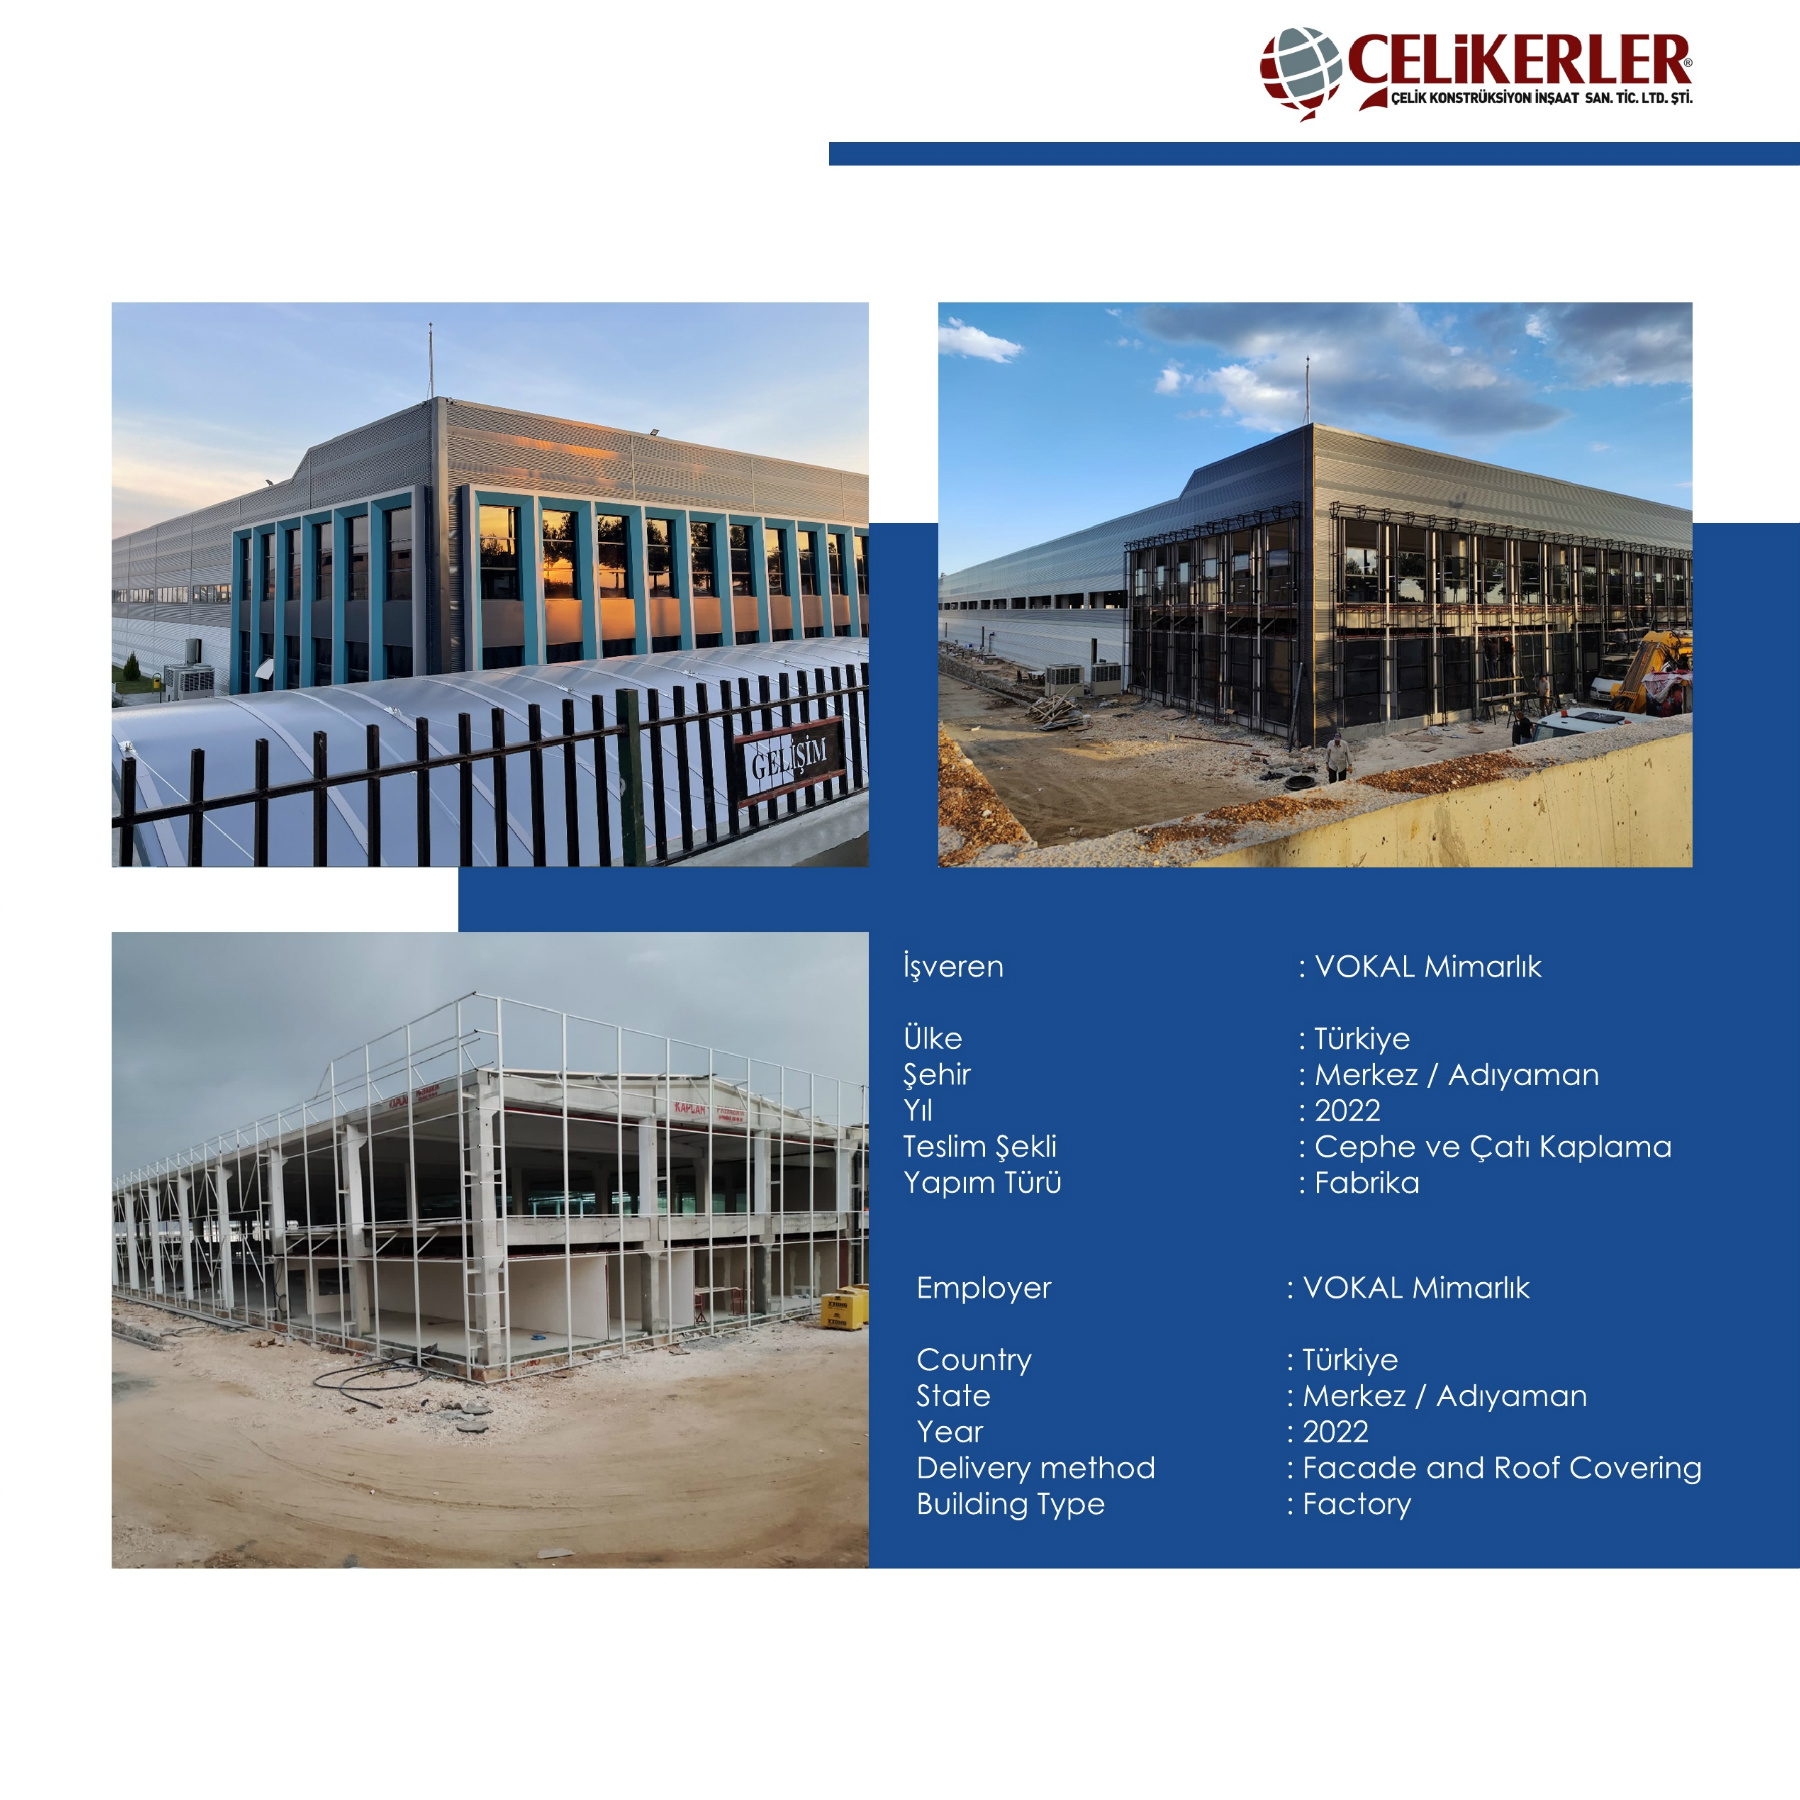 ÇELİKERLER®
ÇELİK KONSTRÜKSİYON İNŞAAT SAN. TİC. LTD. ŞTİ.
GELİŞİM
KAPLAN
KAPLAN
İşveren : VOKAL Mimarlık
Ülke : Türkiye
Şehir : Merkez / Adıyaman
Yıl : 2022
Teslim Şekli : Cephe ve Çatı Kaplama
Yapım Türü : Fabrika
Employer : VOKAL Mimarlık
Country : Türkiye
State : Merkez / Adıyaman
Year : 2022
Delivery method : Facade and Roof Covering
Building Type : Factory